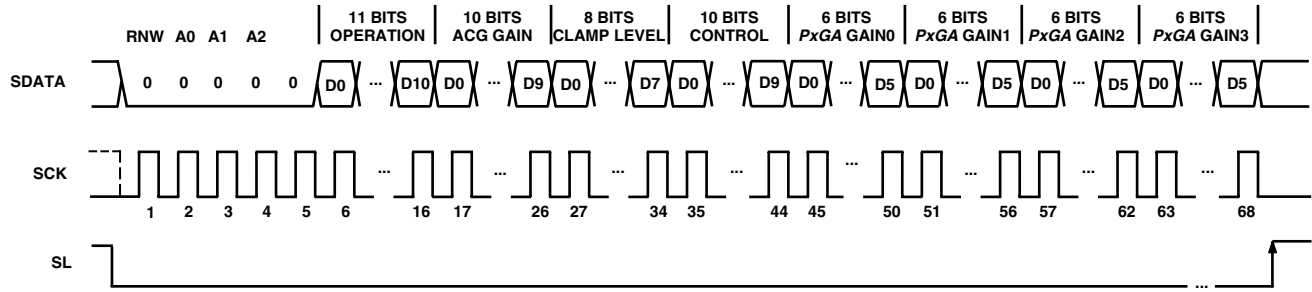 11 BITS
OPERATION
10 BITS
ACG GAIN
8 BITS
CLAMP LEVEL
10 BITS
CONTROL
6 BITS
PxGA GAIN0
6 BITS
PxGA GAIN1
6 BITS
PxGA GAIN2
6 BITS
PxGA GAIN3
RNW A0 A1 A2
SDATA 0 0 0 0 0 D0 ... D10 D0 ... D9 D0 ... D7 D0 ... D9 D0 ... D5 D0 ... D5 D0 ... D5 D0 ... D5
SCK ... ... ... ... ... ... ... ...
1 2 3 4 5 6 16 17 26 27 34 35 44 45 50 51 56 57 62 63 68
SL ...